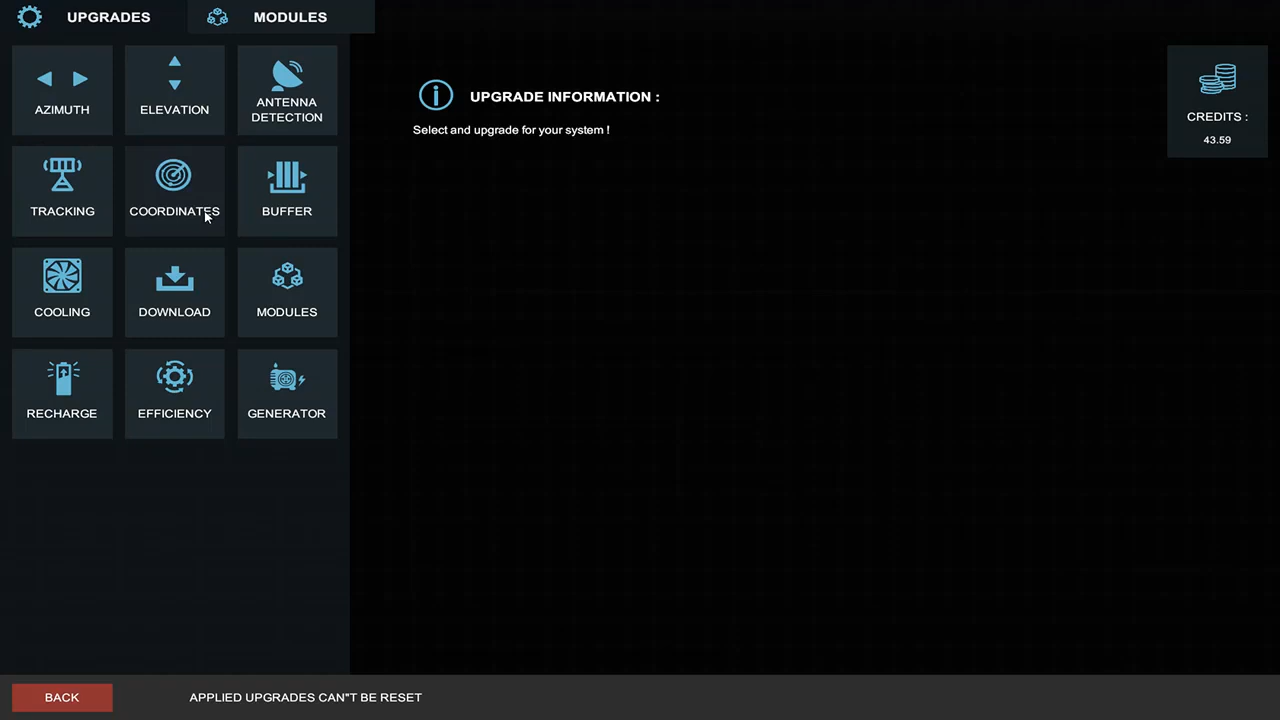 UPGRADES
MODULES
AZIMUTH
ELEVATION
ANTENNA
DETECTION
TRACKING
COORDINATES
BUFFER
COOLING
DOWNLOAD
MODULES
RECHARGE
EFFICIENCY
GENERATOR
UPGRADE INFORMATION :
Select and upgrade for your system !
CREDITS :
43.59
BACK
APPLIED UPGRADES CAN"T BE RESET